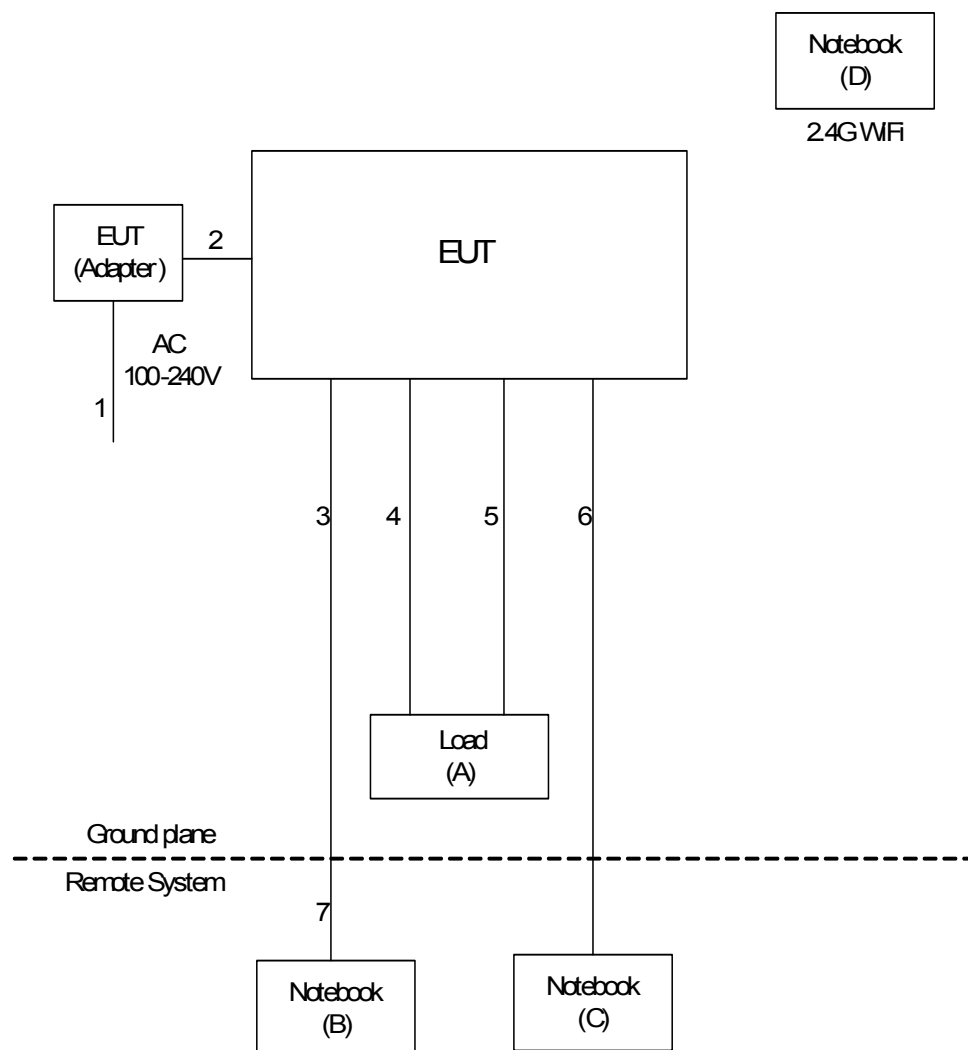 Notebook
(D)
2.4G WiFi
EUT
(Adapter)
2
EUT
AC
100-240V
1
3
4
5
6
Load
(A)
Ground plane
Remote System
7
Notebook
(B)
Notebook
(C)